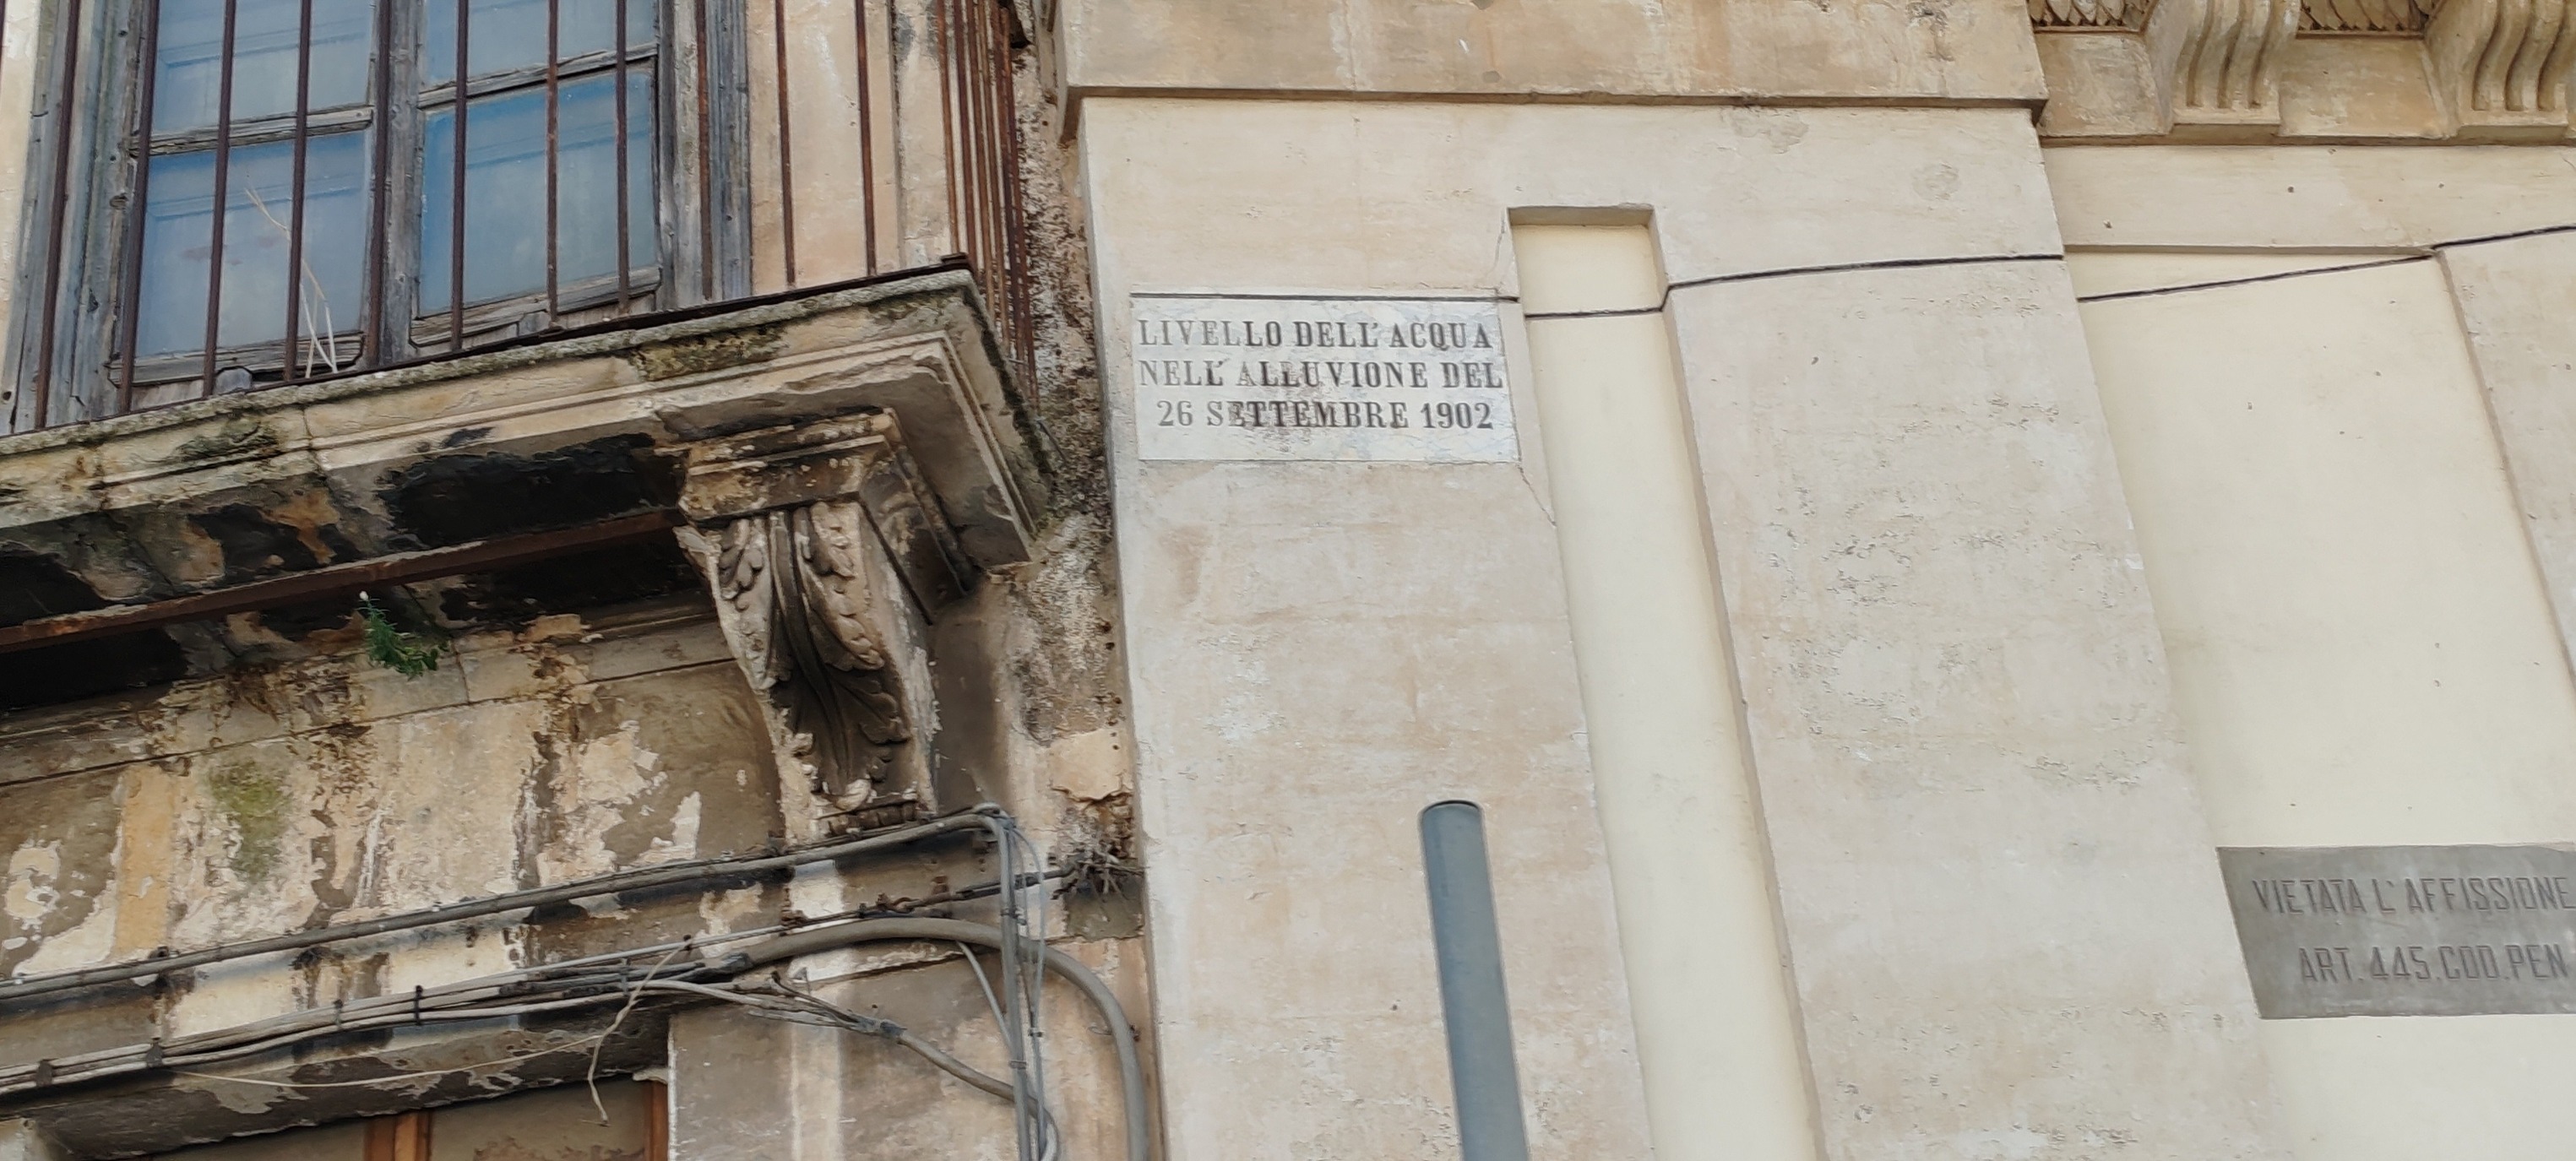 LIVELLO DELL'ACQUA
NELL'ALLUVIONE DEL
26 SETTEMBRE 1902
VIETATA L'AFFISSIONE
ART.445.COD.PEN